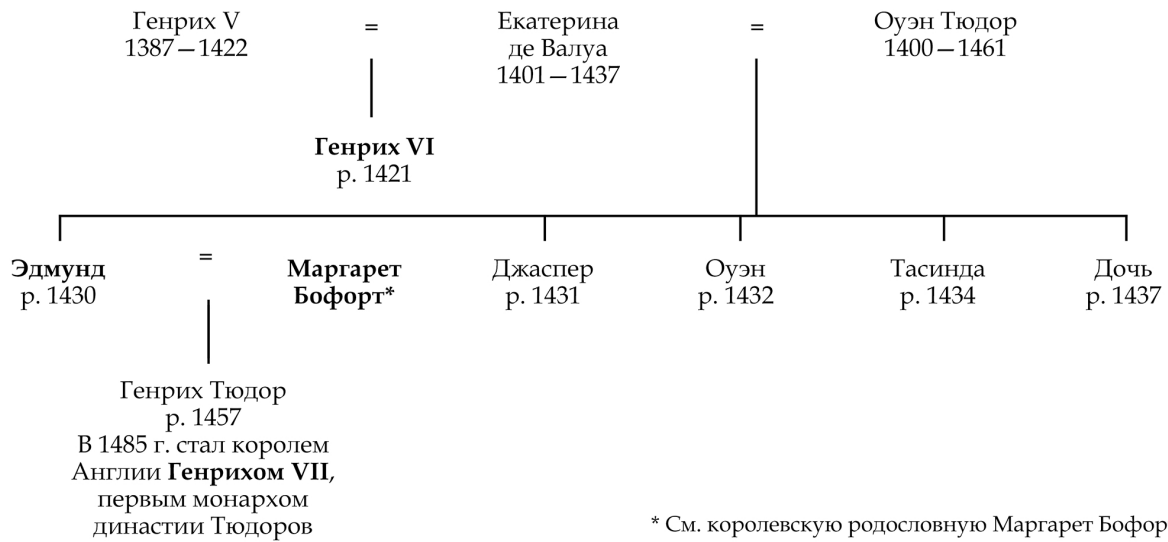 Генрих V
1387—1422
=
Екатерина
де Валуа
1401—1437
=
Оуэн Тюдор
1400—1461
Генрих VI
р. 1421
Эдмунд
р. 1430
=
Маргарет
Бофорт*
Джаспер
р. 1431
Оуэн
р. 1432
Тасинда
р. 1434
Дочь
р. 1437
Генрих Тюдор
р. 1457
В 1485 г. стал королем
Англии Генрихом VII,
первым монархом
династии Тюдоров
* См. королевскую родословную Маргарет Бофор